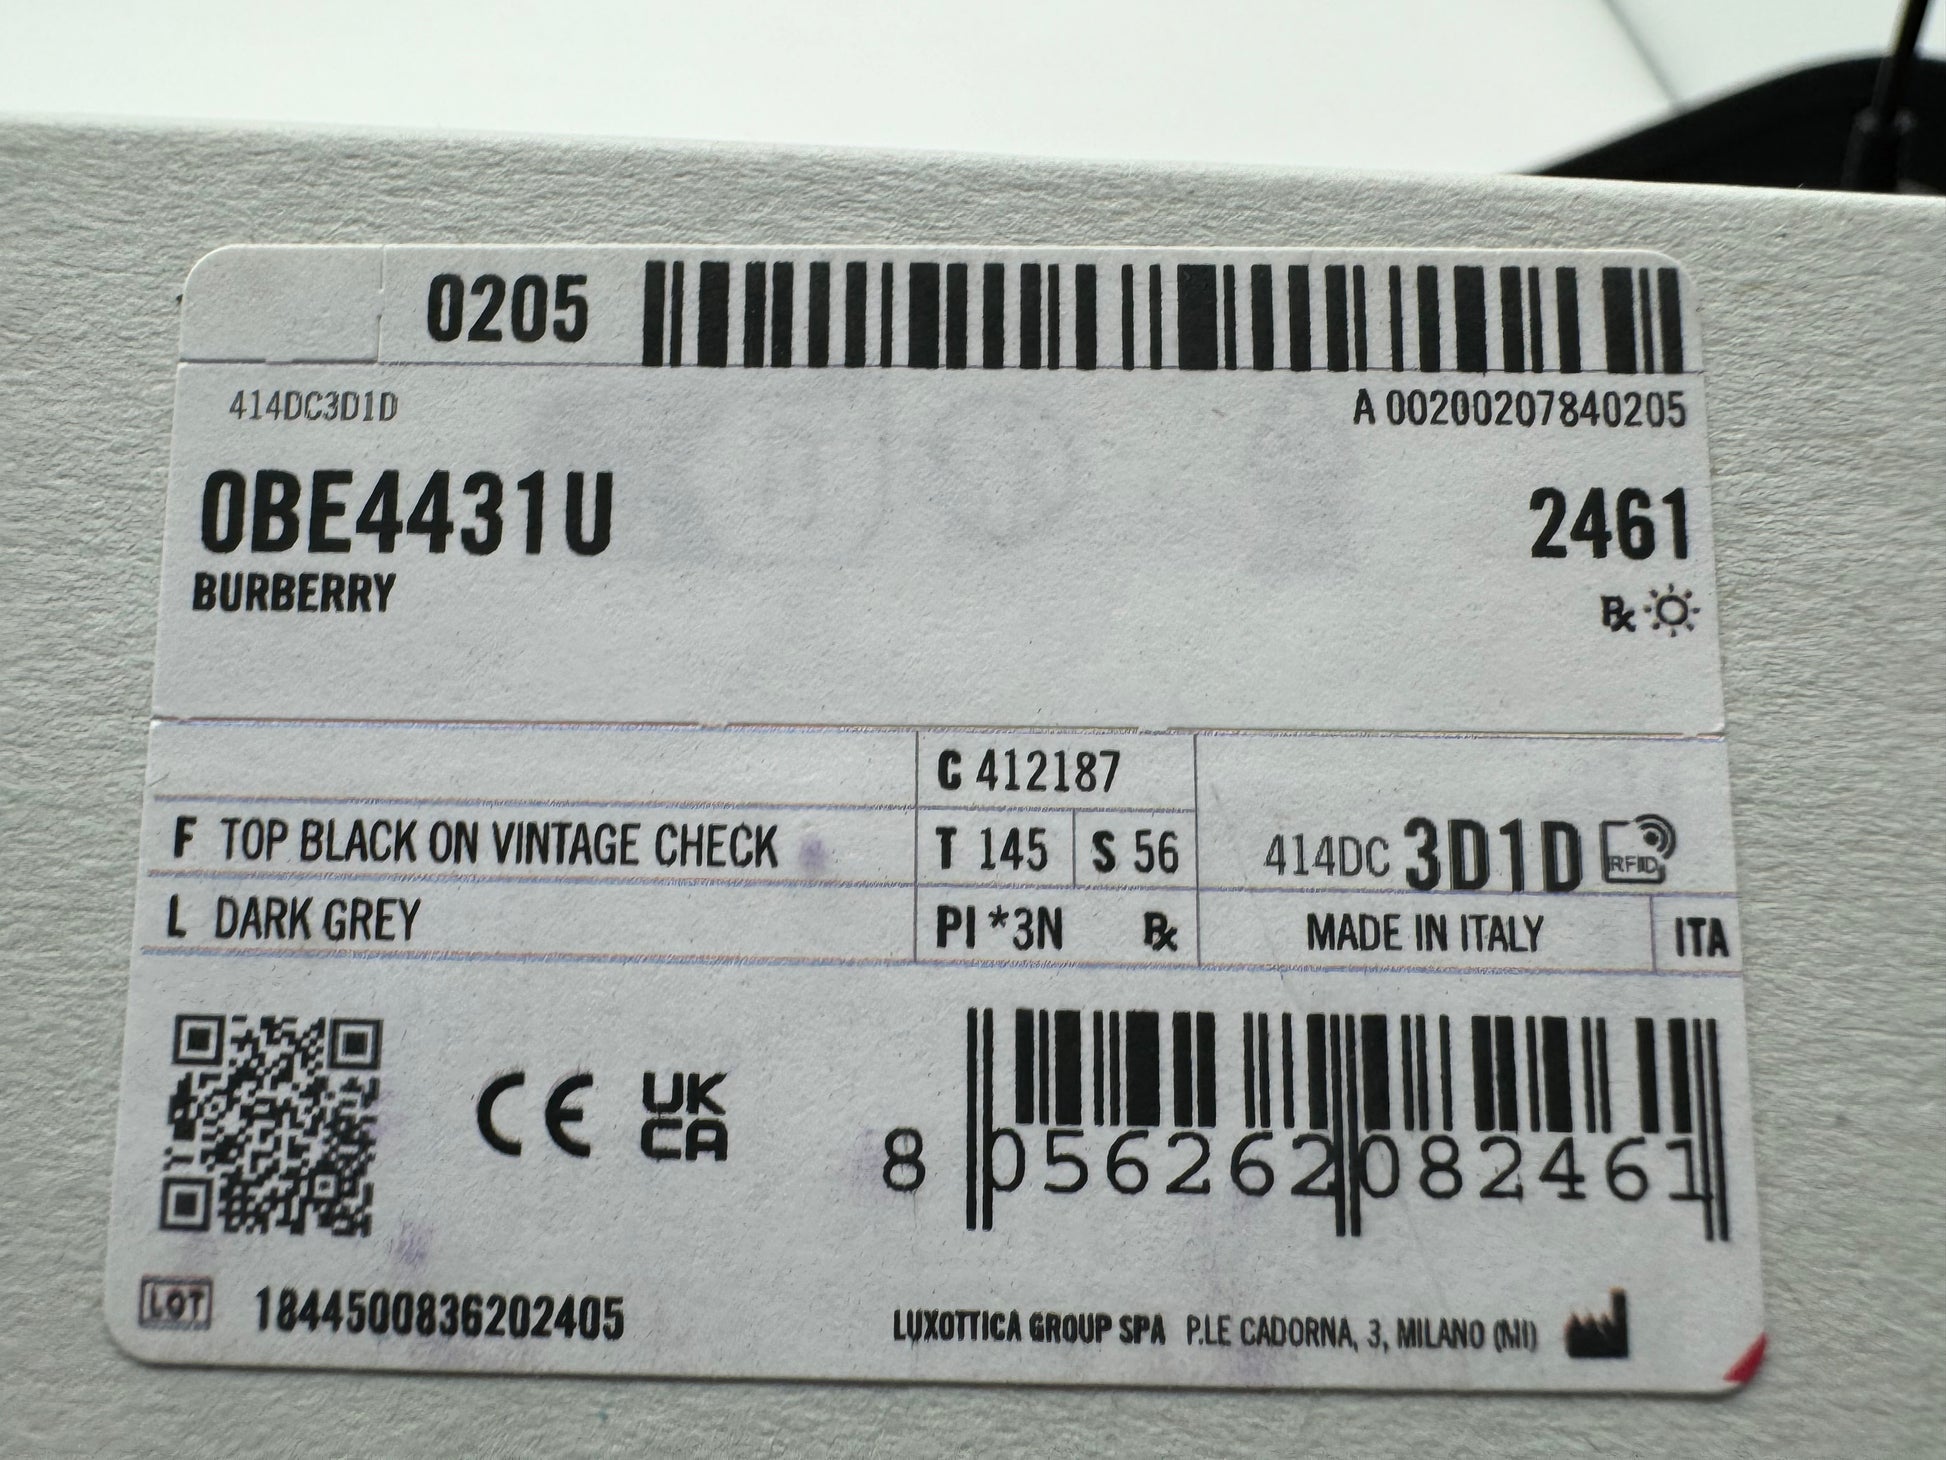 0205
414DC3D1D
A 00200207840205
0BE4431U
2461
BURBERRY
Rx
C 412187
F TOP BLACK ON VINTAGE CHECK
T 145
S 56
414DC 3D1D
RFID
L DARK GREY
PI *3N
Rx
MADE IN ITALY
ITA
CE
UK
CA
8 056262 082461
LOT 1844500836202405
LUXOTTICA GROUP SPA P.LE CADORNA, 3, MILANO (MI)